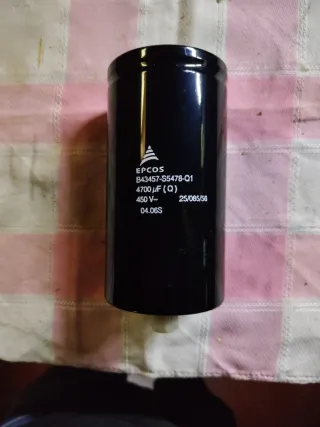 EPCOS
B43457-S5478-Q1
4700 µF (Q)
450 V- 25/085/56
04.06S